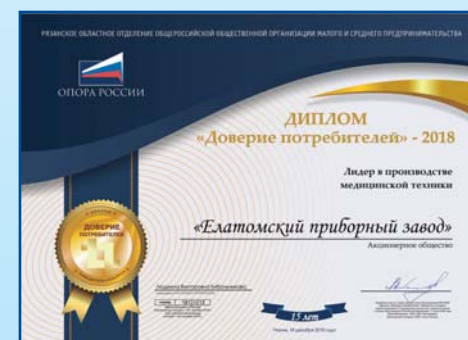 РЯЗАНСКОЕ ОБЛАСТНОЕ ОТДЕЛЕНИЕ ОБЩЕРОССИЙСКОЙ ОБЩЕСТВЕННОЙ ОРГАНИЗАЦИИ МАЛОГО И СРЕДНЕГО ПРЕДПРИНИМАТЕЛЬСТВА
ОПОРА РОССИИ
ДИПЛОМ
«Доверие потребителей» - 2018
Лидер в производстве
медицинской техники
ДОВЕРИЕ
ПОТРЕБИТЕЛЕЙ
«Елатомский приборный завод»
Акционерное общество
15 лет